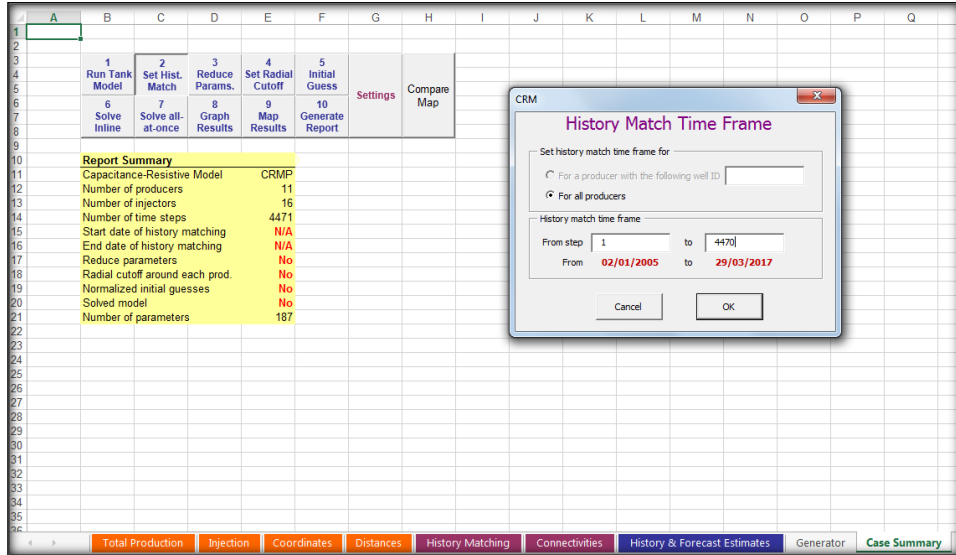 A B C D E F G H I J K L M N O P Q
1
2
3
4
5
6
7
8
9
10
11
12
13
14
15
16
17
18
19
20
21
22
23
24
25
26
27
28
29
30
31
32
33
34
35
36
1 Run Tank Model
2 Set Hist. Match
3 Reduce Params.
4 Set Radial Cutoff
5 Initial Guess
Settings
Compare Map
6 Solve Inline
7 Solve all-at-once
8 Graph Results
9 Map Results
10 Generate Report
Report Summary
Capacitance-Resistive Model CRMP
Number of producers 11
Number of injectors 16
Number of time steps 4471
Start date of history matching N/A
End date of history matching N/A
Reduce parameters No
Radial cutoff around each prod. No
Normalized initial guesses No
Solved model No
Number of parameters 187
CRM
History Match Time Frame
Set history match time frame for
For a producer with the following well ID
For all producers
History match time frame
From step 1 to 4470
From 02/01/2005 to 29/03/2017
Cancel OK
Total Production Injection Coordinates Distances History Matching Connectivities History & Forecast Estimates Generator Case Summary